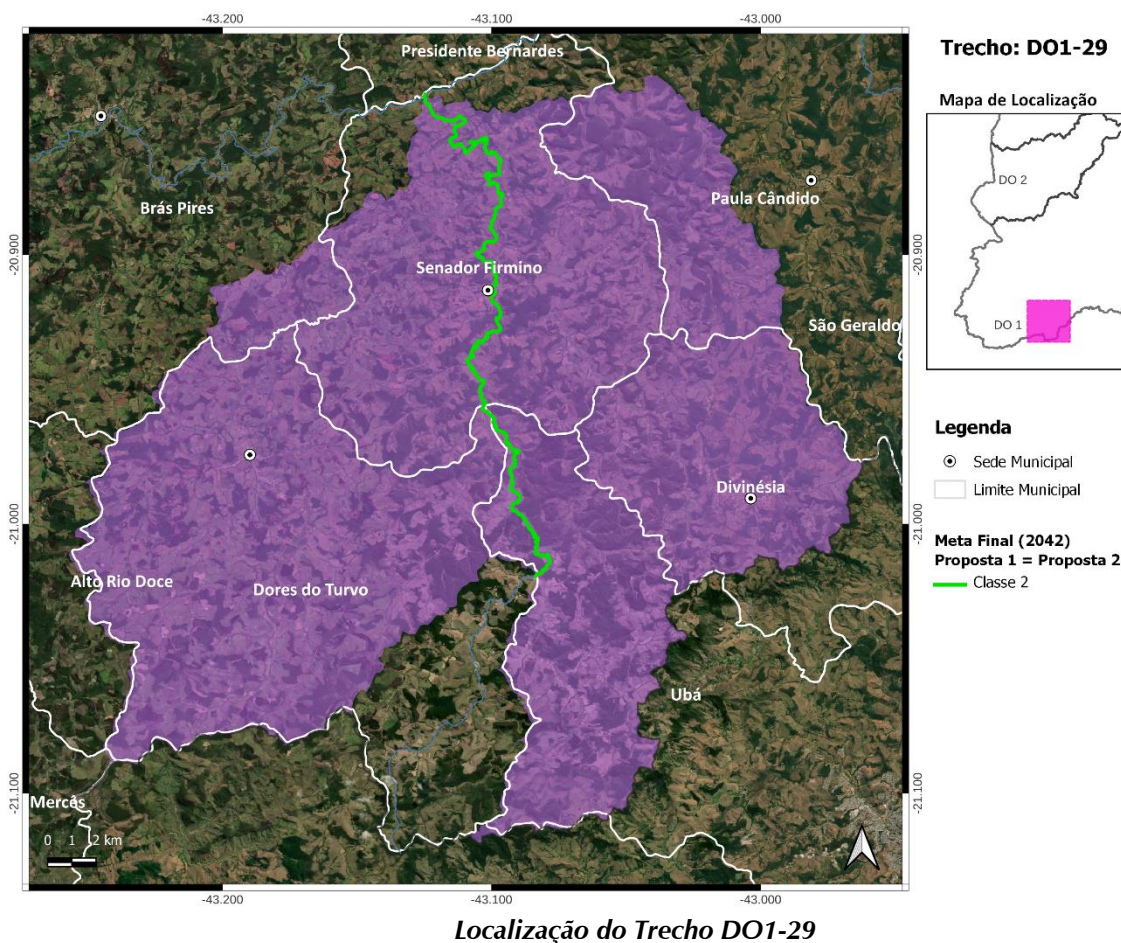 -43.200
-43.100
-43.000
Presidente Bernardes
Brás Pires
Paula Cândido
-20.900
-20.900
Senador Firmino
São Geraldo
Divinésia
-21.000
-21.000
Alto Rio Doce
Dores do Turvo
Ubá
-21.100
-21.100
Mercês
0 1 2 km
-43.200
-43.100
-43.000
Trecho: DO1-29
Mapa de Localização
DO 2
DO 1
Legenda
Sede Municipal
Limite Municipal
Meta Final (2042)
Proposta 1 = Proposta 2
Classe 2
Localização do Trecho DO1-29